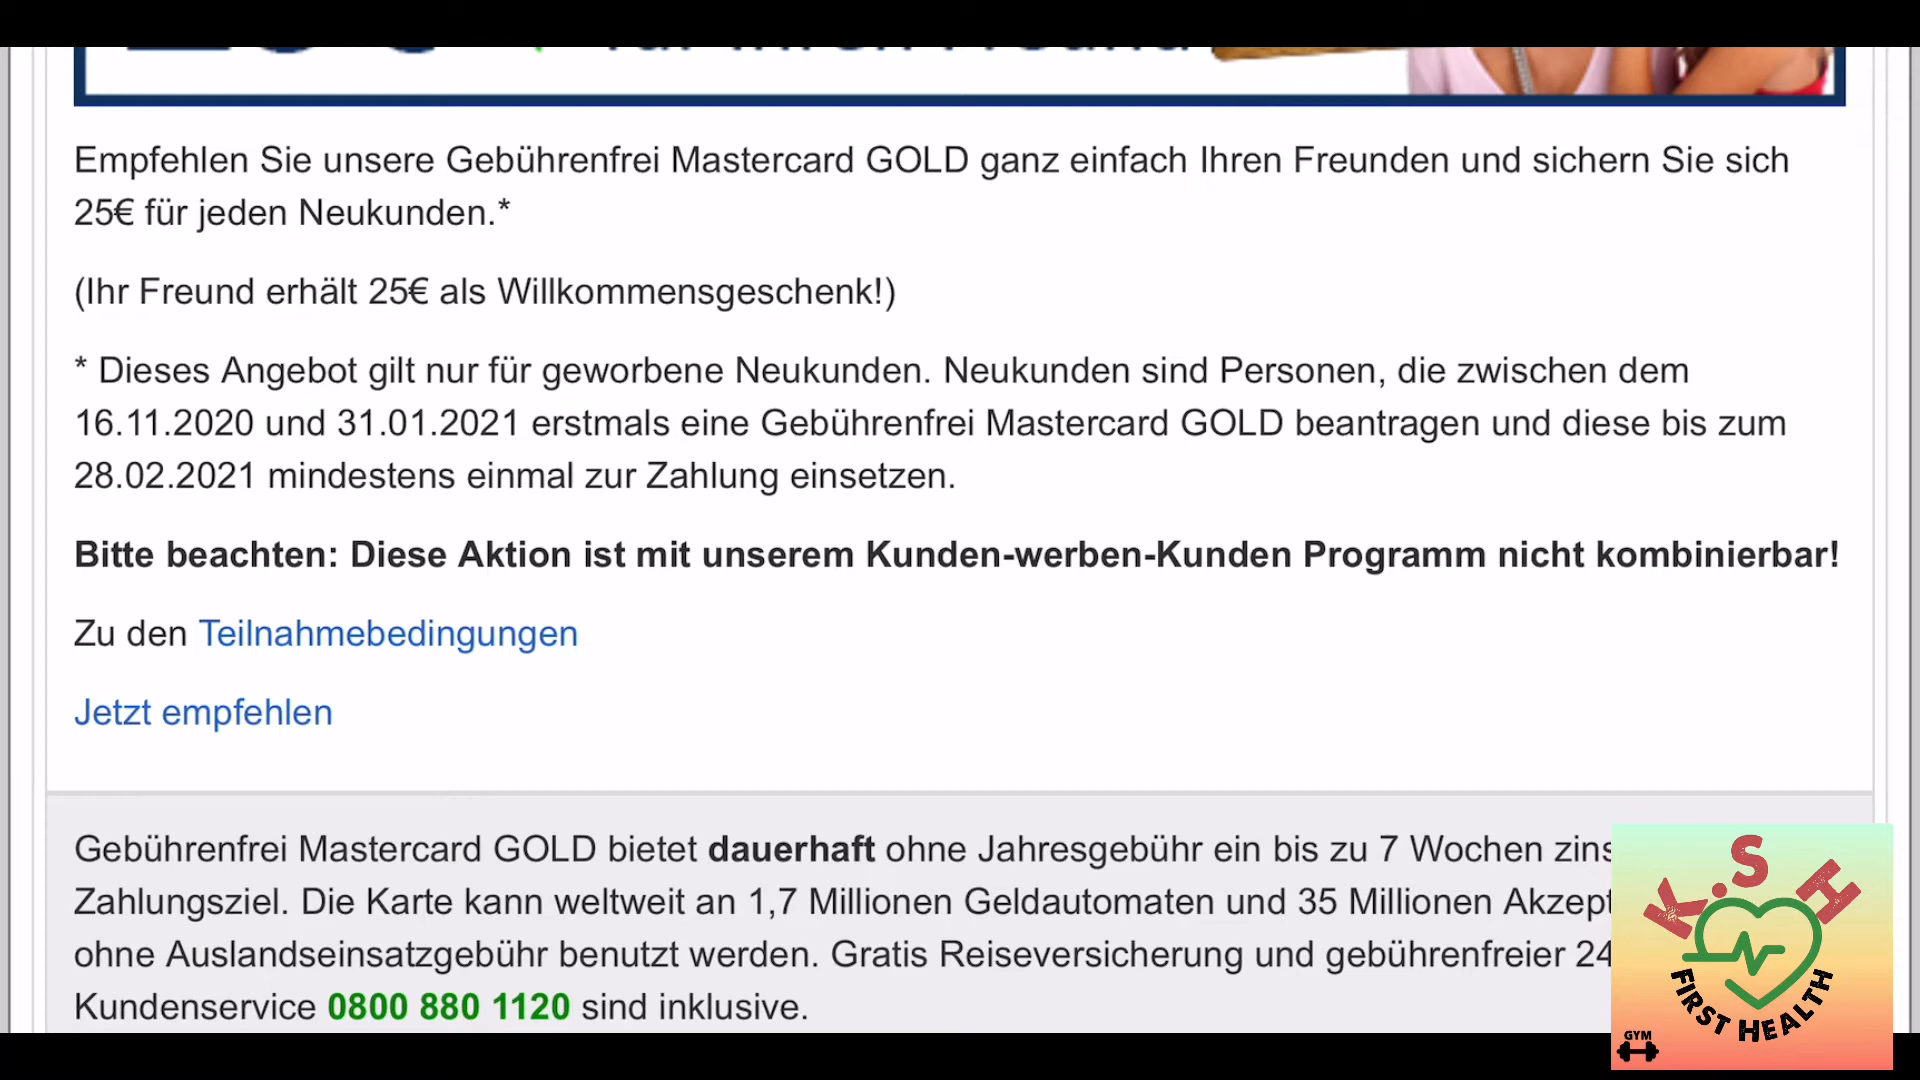 Empfehlen Sie unsere Gebührenfrei Mastercard GOLD ganz einfach Ihren Freunden und sichern Sie sich
25€ für jeden Neukunden.*
(Ihr Freund erhält 25€ als Willkommensgeschenk!)
* Dieses Angebot gilt nur für geworbene Neukunden. Neukunden sind Personen, die zwischen dem
16.11.2020 und 31.01.2021 erstmals eine Gebührenfrei Mastercard GOLD beantragen und diese bis zum
28.02.2021 mindestens einmal zur Zahlung einsetzen.
Bitte beachten: Diese Aktion ist mit unserem Kunden-werben-Kunden Programm nicht kombinierbar!
Zu den Teilnahmebedingungen
Jetzt empfehlen
Gebührenfrei Mastercard GOLD bietet dauerhaft ohne Jahresgebühr ein bis zu 7 Wochen
Zahlungsziel. Die Karte kann weltweit an 1,7 Millionen Geldautomaten und 35 Millionen
ohne Auslandseinsatzgebühr benutzt werden. Gratis Reiseversicherung und gebührenfreier 24
Kundenservice 0800 880 1120 sind inklusive.
K.SH
FIRST HEALTH
GYM